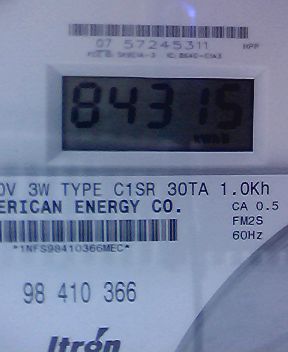 07 57245311 MPP
84315
0V 3W TYPE C1SR 30TA 1.0Kh
ERICAN ENERGY CO. CA 0.5
FM2S
60Hz
*1NFS98410366MEC*
98 410 366
Itron